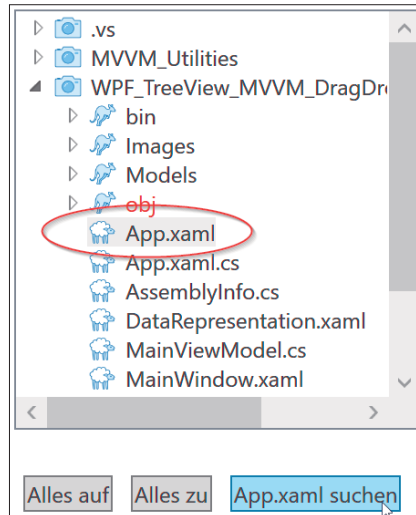 .vs
MVVM_Utilities
WPF_TreeView_MVVM_DragDr
bin
Images
Models
obj
App.xaml
App.xaml.cs
AssemblyInfo.cs
DataRepresentation.xaml
MainViewModel.cs
MainWindow.xaml
Alles auf Alles zu App.xaml suchen